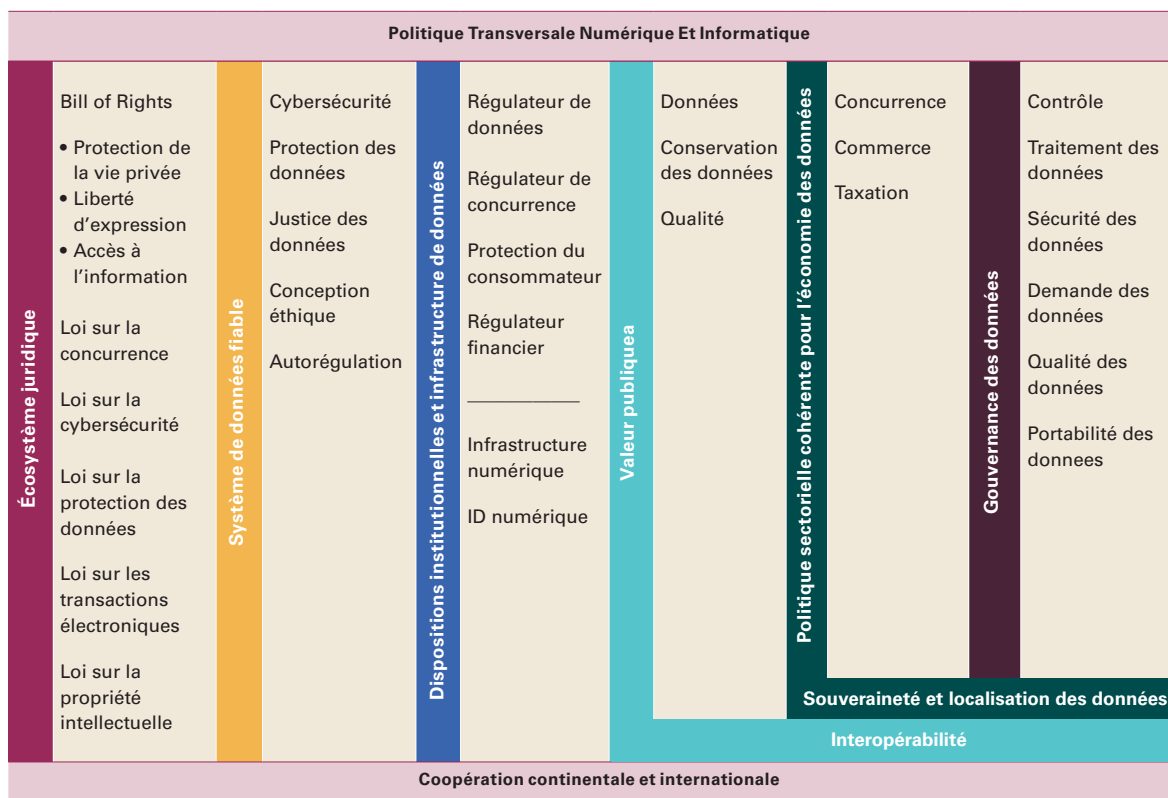 Politique Transversale Numérique Et Informatique
Écosystème juridique
Bill of Rights
• Protection de
la vie privée
• Liberté
d’expression
• Accès à
l’information
Loi sur la
concurrence
Loi sur la
cybersécurité
Loi sur la
protection des
données
Loi sur les
transactions
électroniques
Loi sur la
propriété
intellectuelle
Système de données fiable
Cybersécurité
Protection des
données
Justice des
données
Conception
éthique
Autorégulation
Dispositions institutionnelles et infrastructure de données
Régulateur de
données
Régulateur de
concurrence
Protection du
consommateur
Régulateur
financier
Infrastructure
numérique
ID numérique
Valeur publiquea
Données
Conservation
des données
Qualité
Politique sectorielle cohérente pour l’économie des données
Concurrence
Commerce
Taxation
Gouvernance des données
Contrôle
Traitement des
données
Sécurité des
données
Demande des
données
Qualité des
données
Portabilité des
donnees
Souveraineté et localisation des données
Interopérabilité
Coopération continentale et internationale